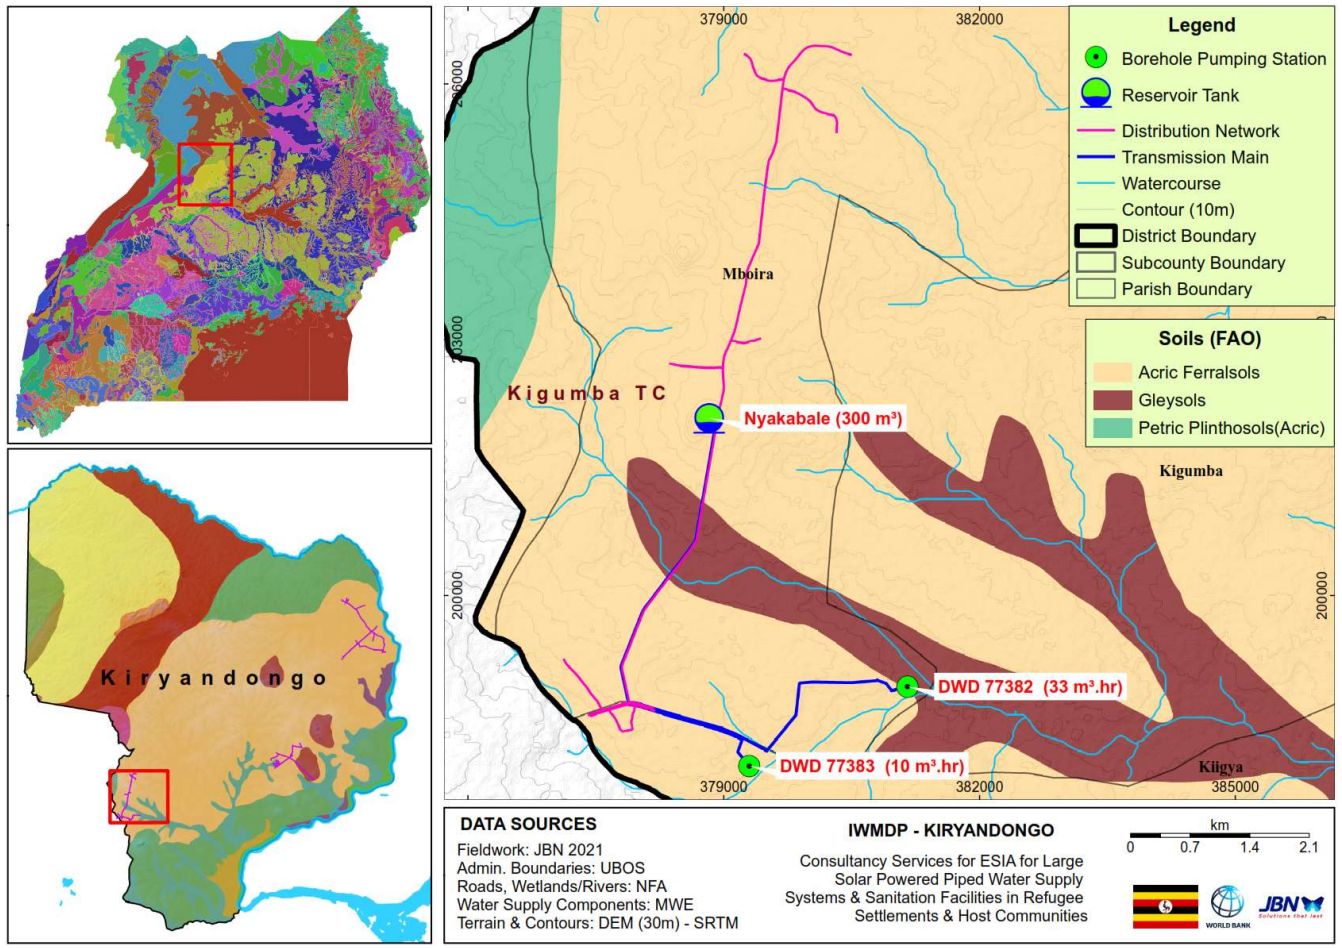 Kiryandongo
379000
382000
206000
203000
200000
200000
0
379000
382000
385000
Mboira
Kigumba TC
Nyakabale (300 m³)
Kigumba
DWD 77382 (33 m³.hr)
DWD 77383 (10 m³.hr)
Kiigya
Legend
Borehole Pumping Station
Reservoir Tank
Distribution Network
Transmission Main
Watercourse
Contour (10m)
District Boundary
Subcounty Boundary
Parish Boundary
Soils (FAO)
Acric Ferralsols
Gleysols
Petric Plinthosols(Acric)
DATA SOURCES
Fieldwork: JBN 2021
Admin. Boundaries: UBOS
Roads, Wetlands/Rivers: NFA
Water Supply Components: MWE
Terrain & Contours: DEM (30m) - SRTM
IWMDP - KIRYANDONGO
Consultancy Services for ESIA for Large
Solar Powered Piped Water Supply
Systems & Sanitation Facilities in Refugee
Settlements & Host Communities
km
0 0.7 1.4 2.1
WORLD BANK
JBN
Solutions that last